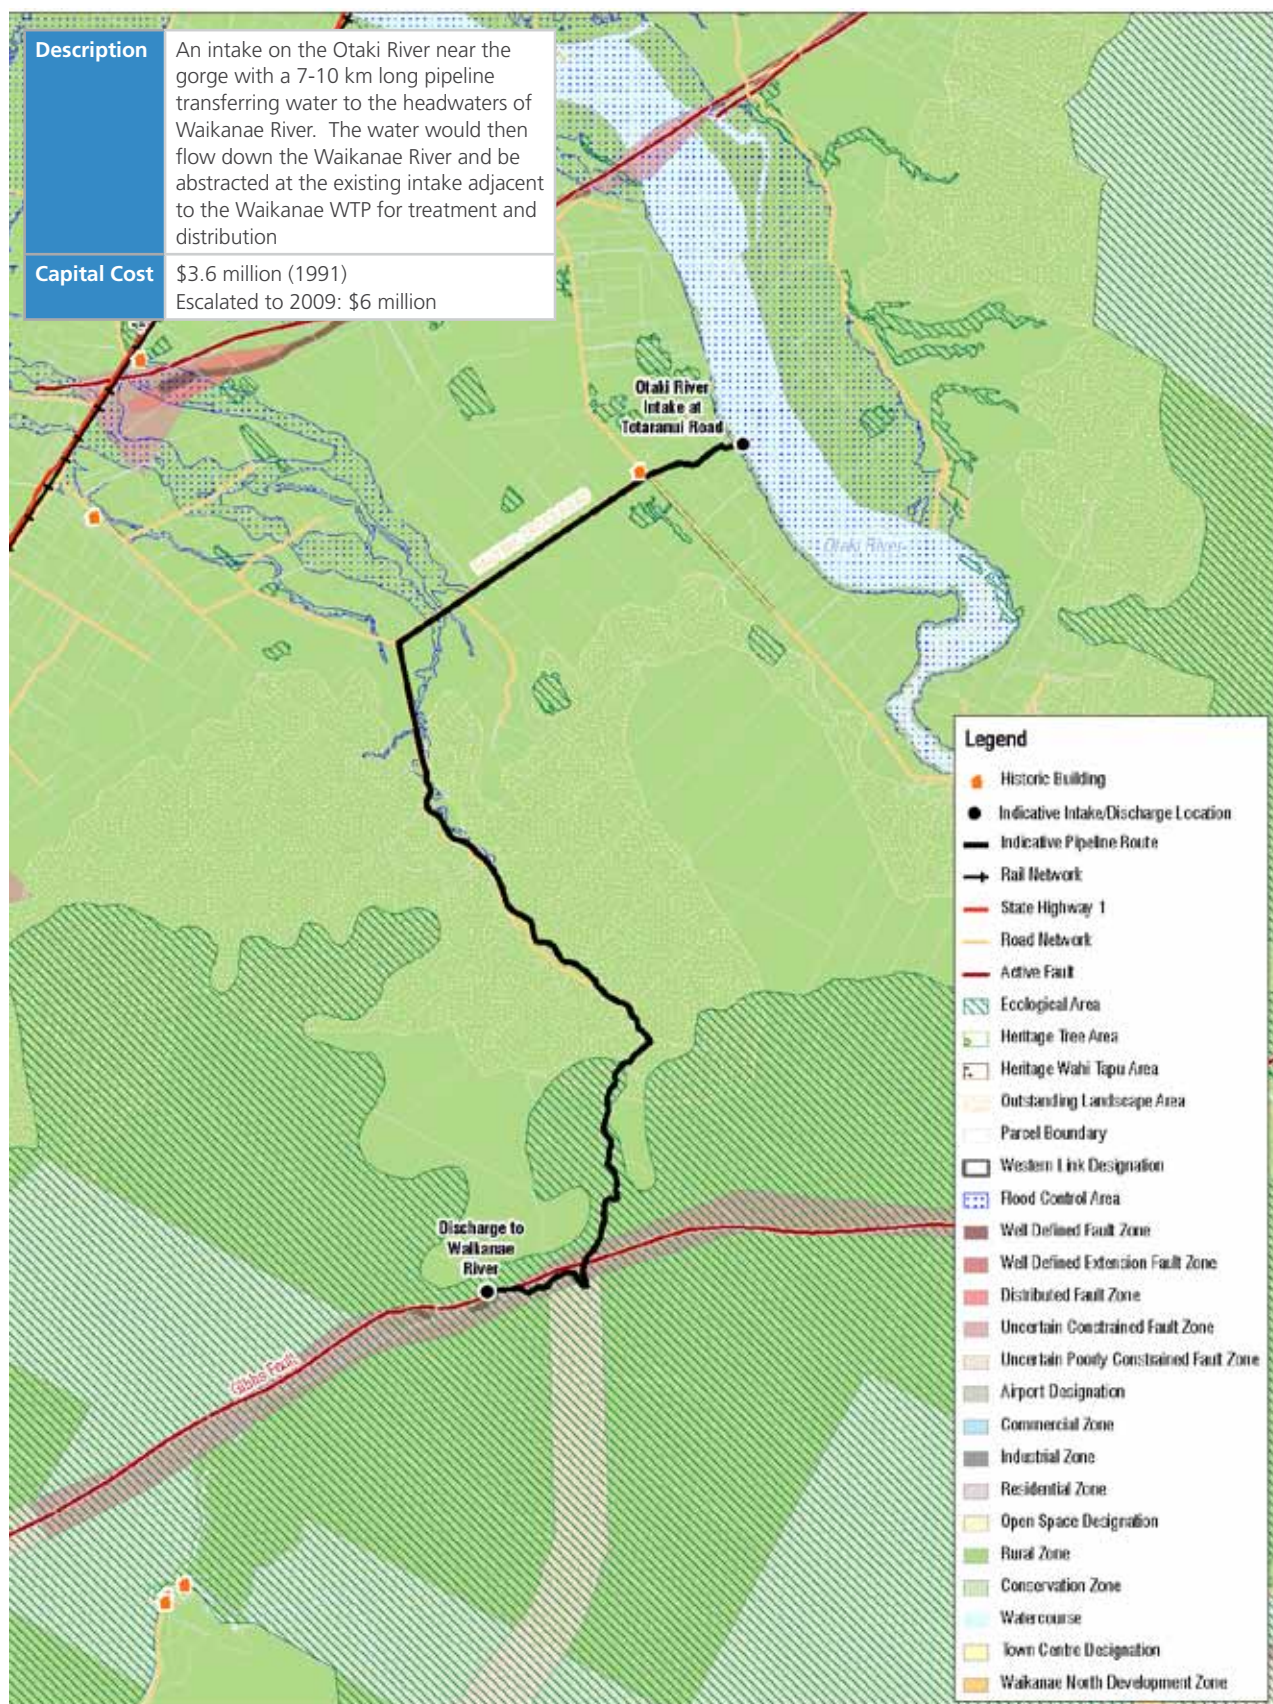 Description
An intake on the Otaki River near the
gorge with a 7-10 km long pipeline
transferring water to the headwaters of
Waikanae River. The water would then
flow down the Waikanae River and be
abstracted at the existing intake adjacent
to the Waikanae WTP for treatment and
distribution
Capital Cost
$3.6 million (1991)
Escalated to 2009: $6 million
Otaki River
Intake at
Totaranui Road
Otaki River
Discharge to
Waikanae
River
Gibbs Fault
Legend
Historic Building
Indicative Intake/Discharge Location
Indicative Pipeline Route
Rail Network
State Highway 1
Road Network
Active Fault
Ecological Area
Heritage Tree Area
Heritage Wahi Tapu Area
Outstanding Landscape Area
Parcel Boundary
Western Link Designation
Flood Control Area
Well Defined Fault Zone
Well Defined Extension Fault Zone
Distributed Fault Zone
Uncertain Constrained Fault Zone
Uncertain Poorly Constrained Fault Zone
Airport Designation
Commercial Zone
Industrial Zone
Residential Zone
Open Space Designation
Rural Zone
Conservation Zone
Watercourse
Town Centre Designation
Waikanae North Development Zone